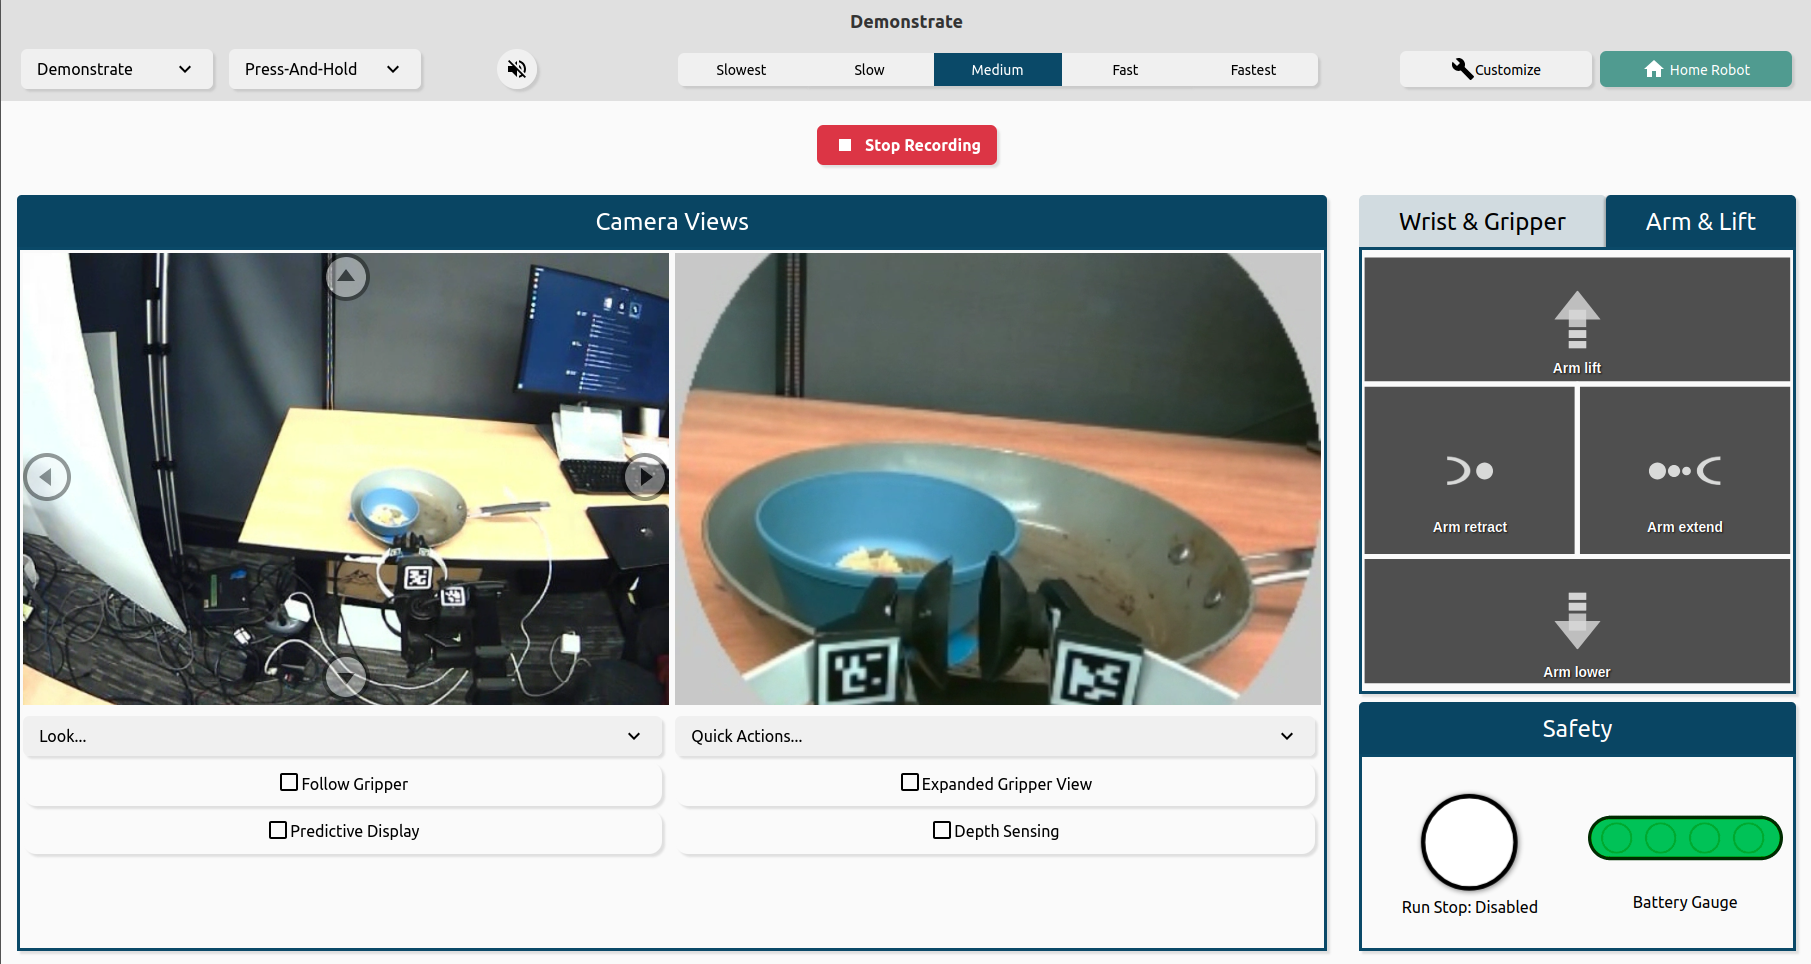 Demonstrate
Demonstrate
Press-And-Hold
Slowest
Slow
Medium
Fast
Fastest
Customize
Home Robot
Stop Recording
Camera Views
Wrist & Gripper
Arm & Lift
Arm lift
Arm retract
Arm extend
Arm lower
Look...
Quick Actions...
Follow Gripper
Expanded Gripper View
Predictive Display
Depth Sensing
Safety
Run Stop: Disabled
Battery Gauge